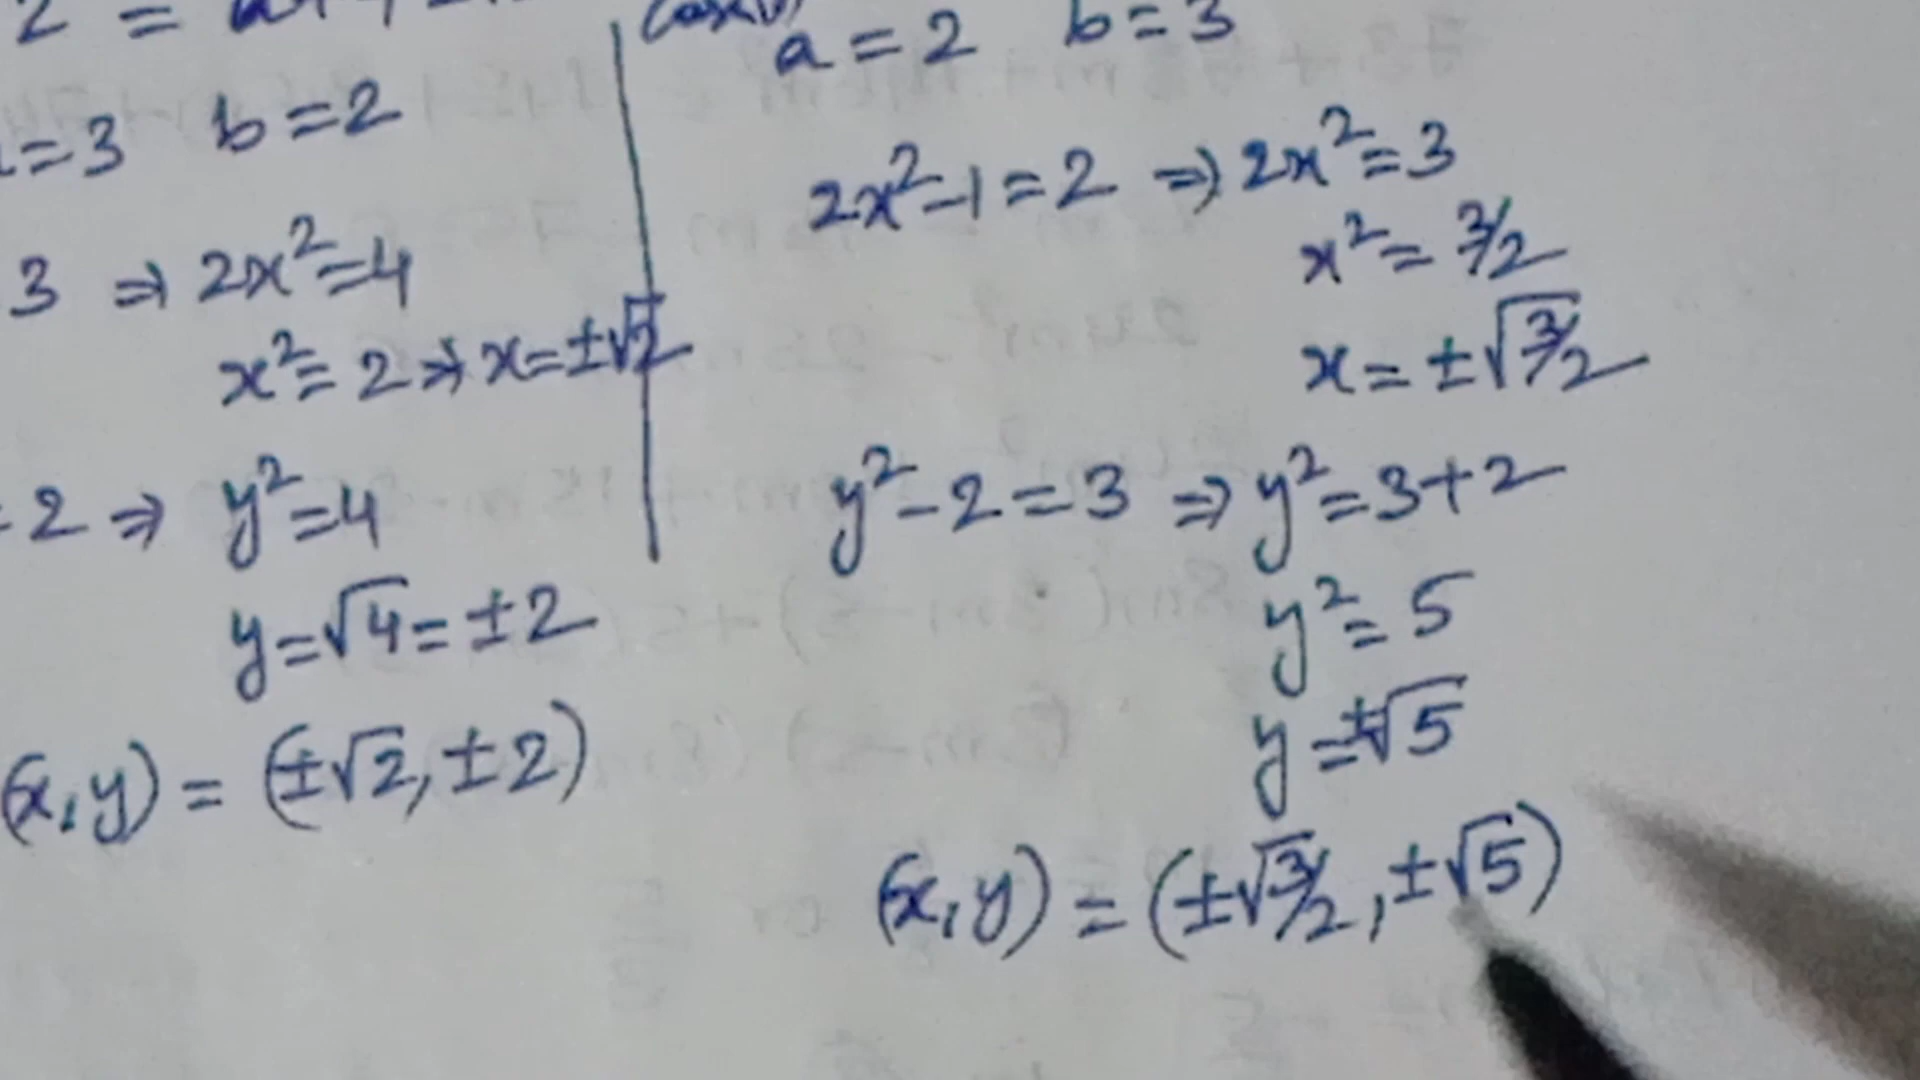 a = 2 b = 3
= 3 b = 2
3 ⇒ 2x² = 4
x² = 2 ⇒ x = ±√2
= 2 ⇒ y² = 4
y = √4 = ±2
(x, y) = (±√2, ±2)
2x² - 1 = 2 ⇒ 2x² = 3
x² = 3/2
x = ±√3/2
y² - 2 = 3 ⇒ y² = 3 + 2
y² = 5
y = ±√5
(x, y) = (±√3/2, ±√5)